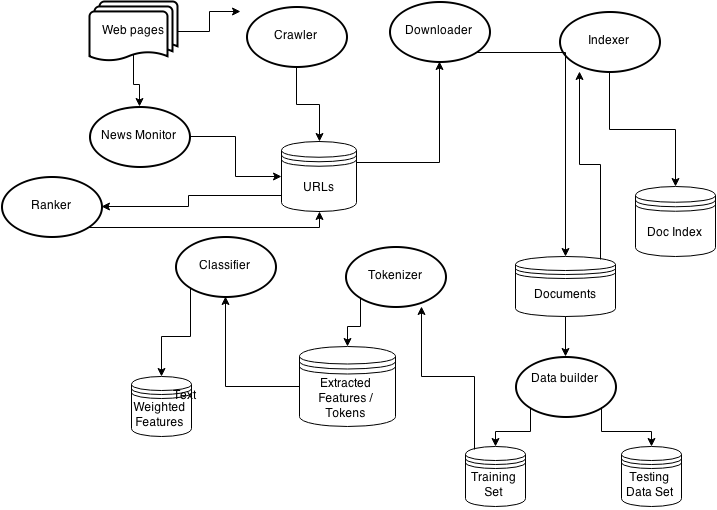 Web pages
Crawler
Downloader
Indexer
News Monitor
URLs
Ranker
Doc Index
Classifier
Tokenizer
Documents
Extracted
Features /
Tokens
Data builder
Text
Weighted
Features
Training
Set
Testing
Data Set